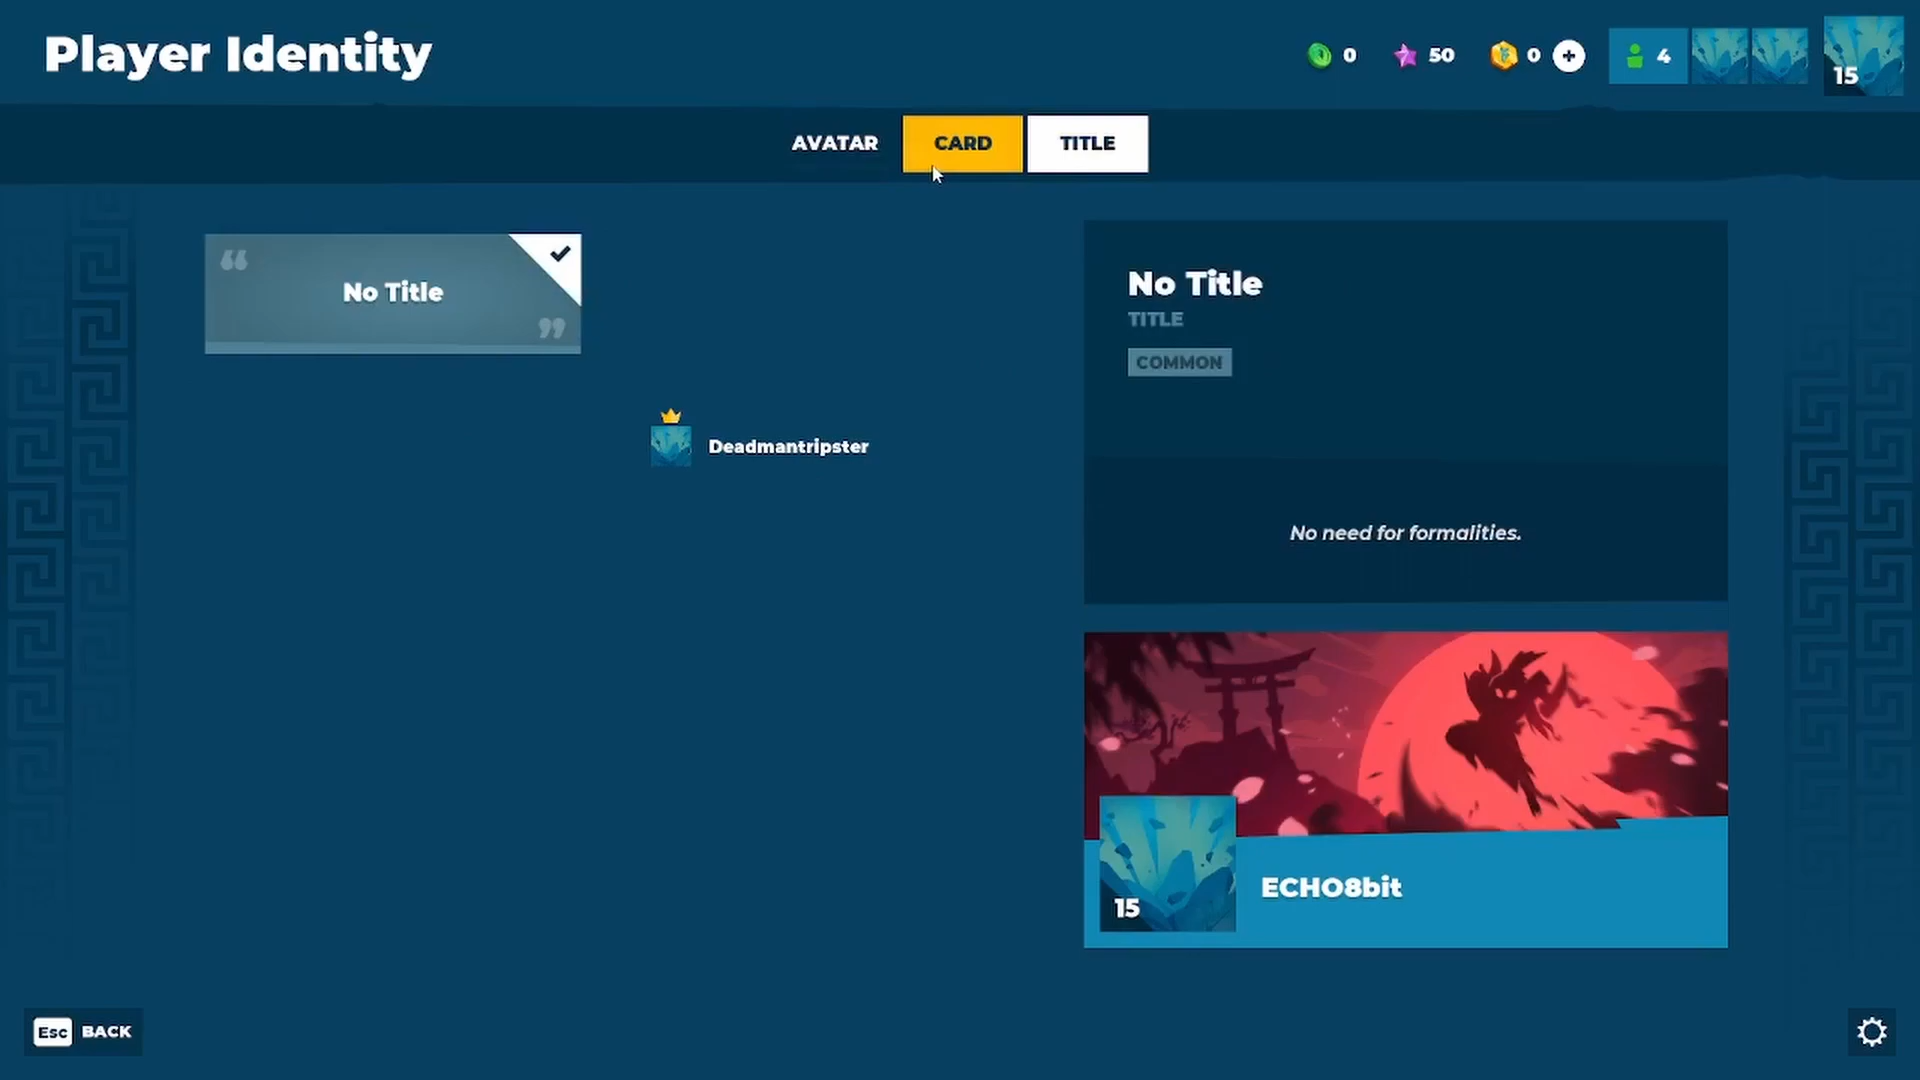 Player Identity
0
50
0
4
15
AVATAR
CARD
TITLE
“
No Title
”
Deadmantripster
No Title
TITLE
COMMON
No need for formalities.
15
ECHO8bit
Esc BACK